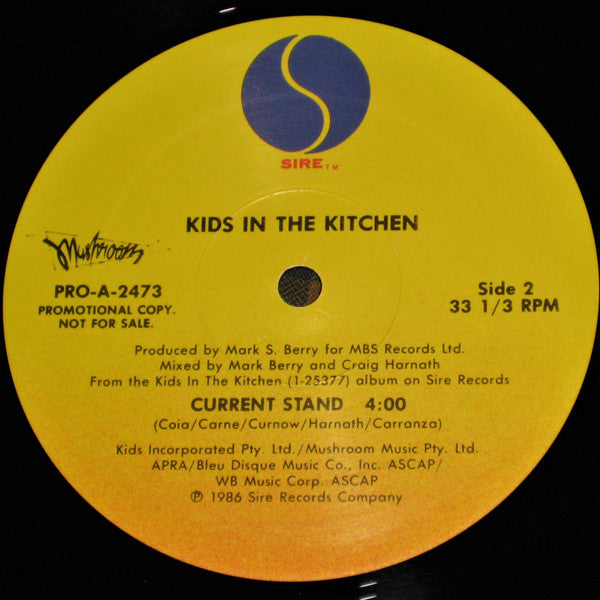 SIRE™
KIDS IN THE KITCHEN
Mushroom
PRO-A-2473
PROMOTIONAL COPY.
NOT FOR SALE.
Side 2
33 1/3 RPM
Produced by Mark S. Berry for MBS Records Ltd.
Mixed by Mark Berry and Craig Harnath
From the Kids In The Kitchen (1-25377) album on Sire Records
CURRENT STAND 4:00
(Coia/Carne/Curnow/Harnath/Carranza)
Kids Incorporated Pty. Ltd./Mushroom Music Pty. Ltd.
APRA/Bleu Disque Music Co., Inc. ASCAP/
WB Music Corp. ASCAP
℗ 1986 Sire Records Company